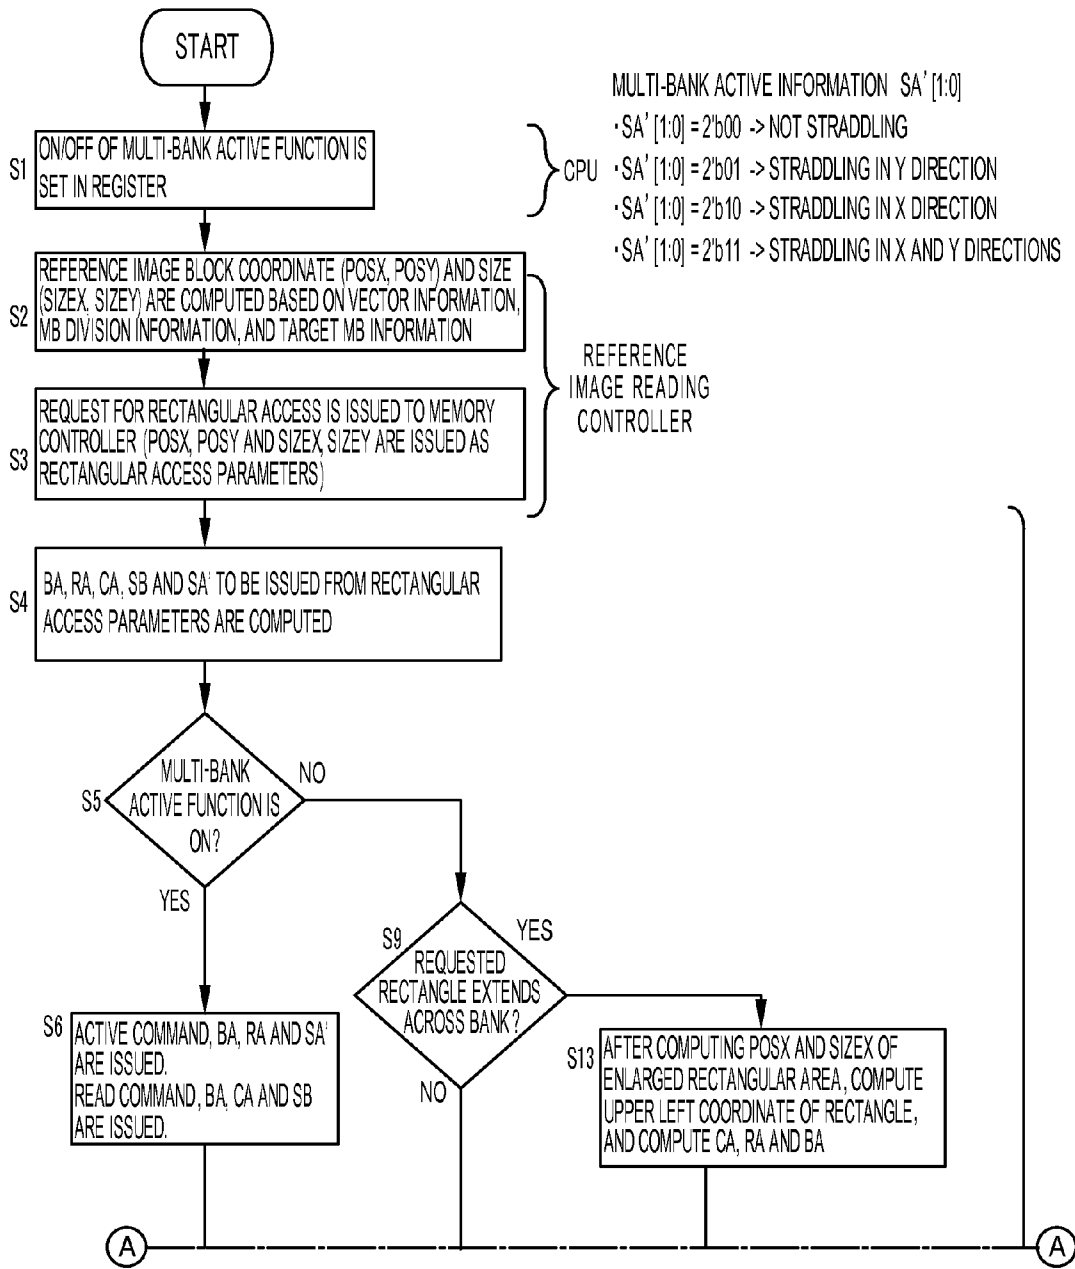 START
MULTI-BANK ACTIVE INFORMATION SA' [1:0]
·SA' [1:0] = 2'b00 -> NOT STRADDLING
·SA' [1:0] = 2'b01 -> STRADDLING IN Y DIRECTION
·SA' [1:0] = 2'b10 -> STRADDLING IN X DIRECTION
·SA' [1:0] = 2'b11 -> STRADDLING IN X AND Y DIRECTIONS
S1
ON/OFF OF MULTI-BANK ACTIVE FUNCTION IS
SET IN REGISTER
CPU
S2
REFERENCE IMAGE BLOCK COORDINATE (POSX, POSY) AND SIZE
(SIZEX, SIZEY) ARE COMPUTED BASED ON VECTOR INFORMATION,
MB DIVISION INFORMATION, AND TARGET MB INFORMATION
REFERENCE
IMAGE READING
CONTROLLER
S3
REQUEST FOR RECTANGULAR ACCESS IS ISSUED TO MEMORY
CONTROLLER (POSX, POSY AND SIZEX, SIZEY ARE ISSUED AS
RECTANGULAR ACCESS PARAMETERS)
S4
BA, RA, CA, SB AND SA' TO BE ISSUED FROM RECTANGULAR
ACCESS PARAMETERS ARE COMPUTED
S5
MULTI-BANK
ACTIVE FUNCTION IS
ON?
NO
YES
S9
REQUESTED
RECTANGLE EXTENDS
ACROSS BANK?
YES
NO
S6
ACTIVE COMMAND, BA, RA AND SA'
ARE ISSUED.
READ COMMAND, BA, CA AND SB
ARE ISSUED.
S13
AFTER COMPUTING POSX AND SIZEX OF
ENLARGED RECTANGULAR AREA, COMPUTE
UPPER LEFT COORDINATE OF RECTANGLE,
AND COMPUTE CA, RA AND BA
A
A